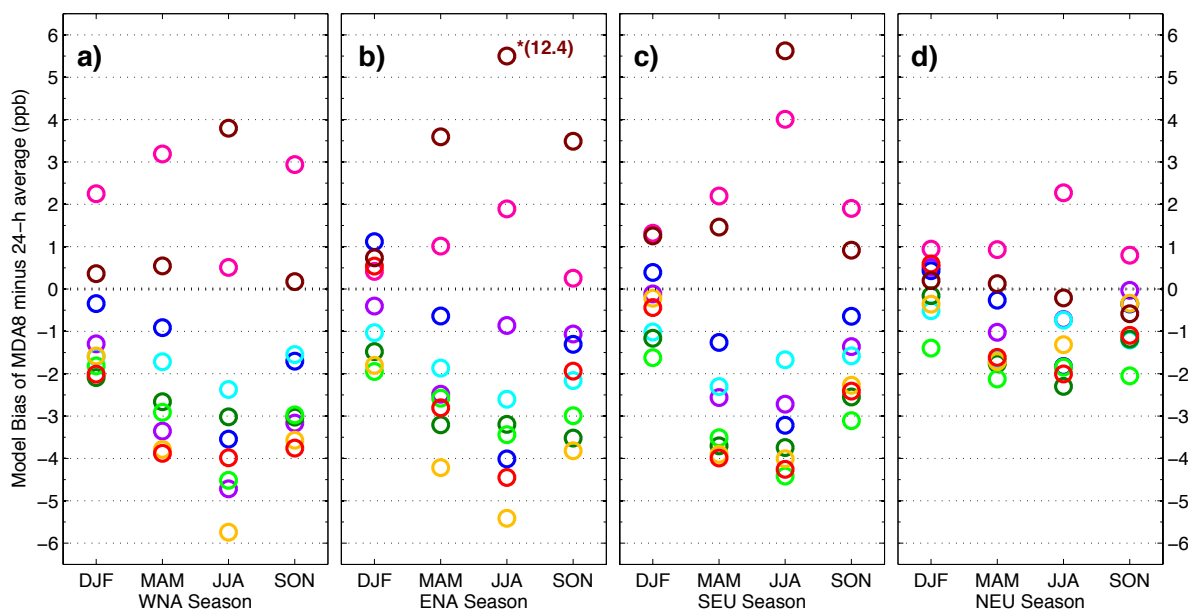 Model Bias of MDA8 minus 24-h average (ppb)
6
5
4
3
2
1
0
−1
−2
−3
−4
−5
−6
a)
b)
*(12.4)
c)
d)
6
5
4
3
2
1
0
−1
−2
−3
−4
−5
−6
DJF MAM JJA SON
DJF MAM JJA SON
DJF MAM JJA SON
DJF MAM JJA SON
WNA Season
ENA Season
SEU Season
NEU Season